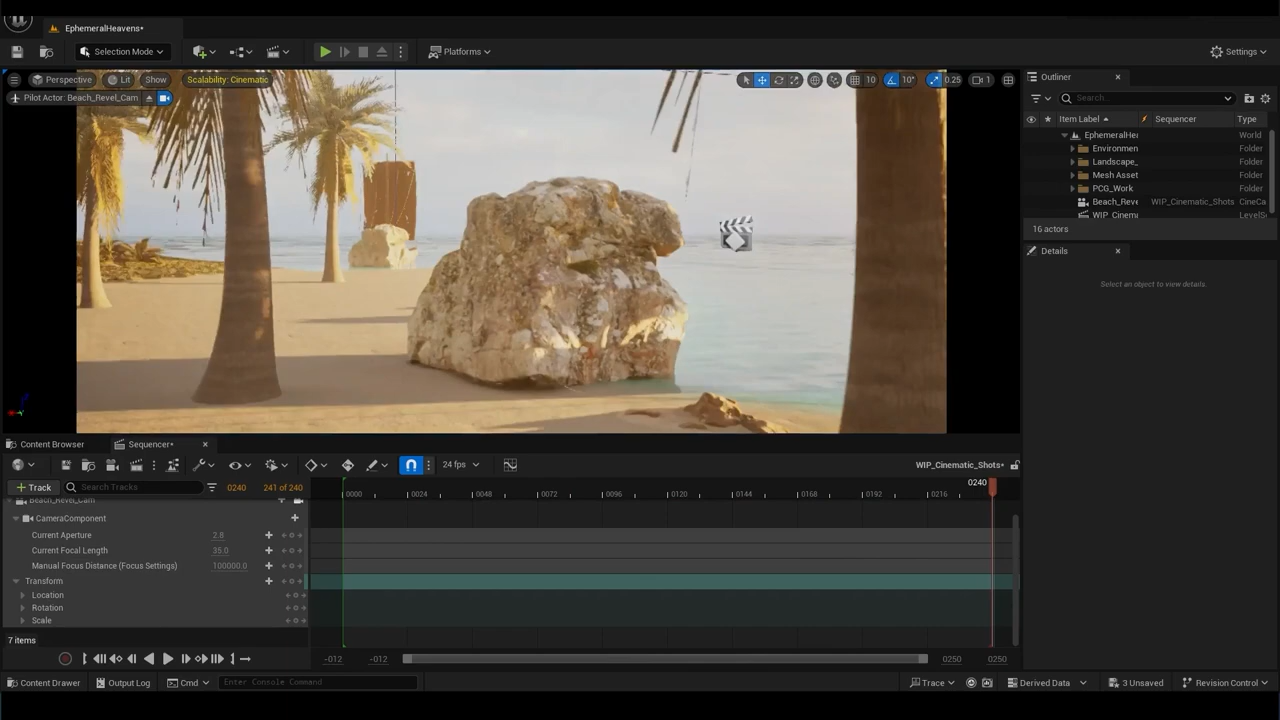 EphemeralHeavens*
Selection Mode
Platforms
Settings
Perspective
Lit
Show
Scalability: Cinematic
10
10°
0.25
1
Pilot Actor: Beach_Revel_Cam
Outliner
Search...
Item Label
Sequencer
Type
EphemeralHea
World
Environmen
Folder
Landscape_
Folder
Mesh Asset
Folder
PCG_Work
Folder
Beach_Reve
WIP_Cinematic_Shots
CineCa
WIP_Cinema
LevelSe
16 actors
Details
Select an object to view details.
Content Browser
Sequencer*
24 fps
WIP_Cinematic_Shots*
Track
Search Tracks
0240
241 of 240
0000
0024
0048
0072
0096
0120
0144
0168
0192
0216
0240
Beach_Revel_Cam
CameraComponent
Current Aperture
2.8
Current Focal Length
35.0
Manual Focus Distance (Focus Settings)
100000.0
Transform
Location
Rotation
Scale
7 items
-012
-012
0250
0250
Content Drawer
Output Log
Cmd
Enter Console Command
Trace
Derived Data
3 Unsaved
Revision Control